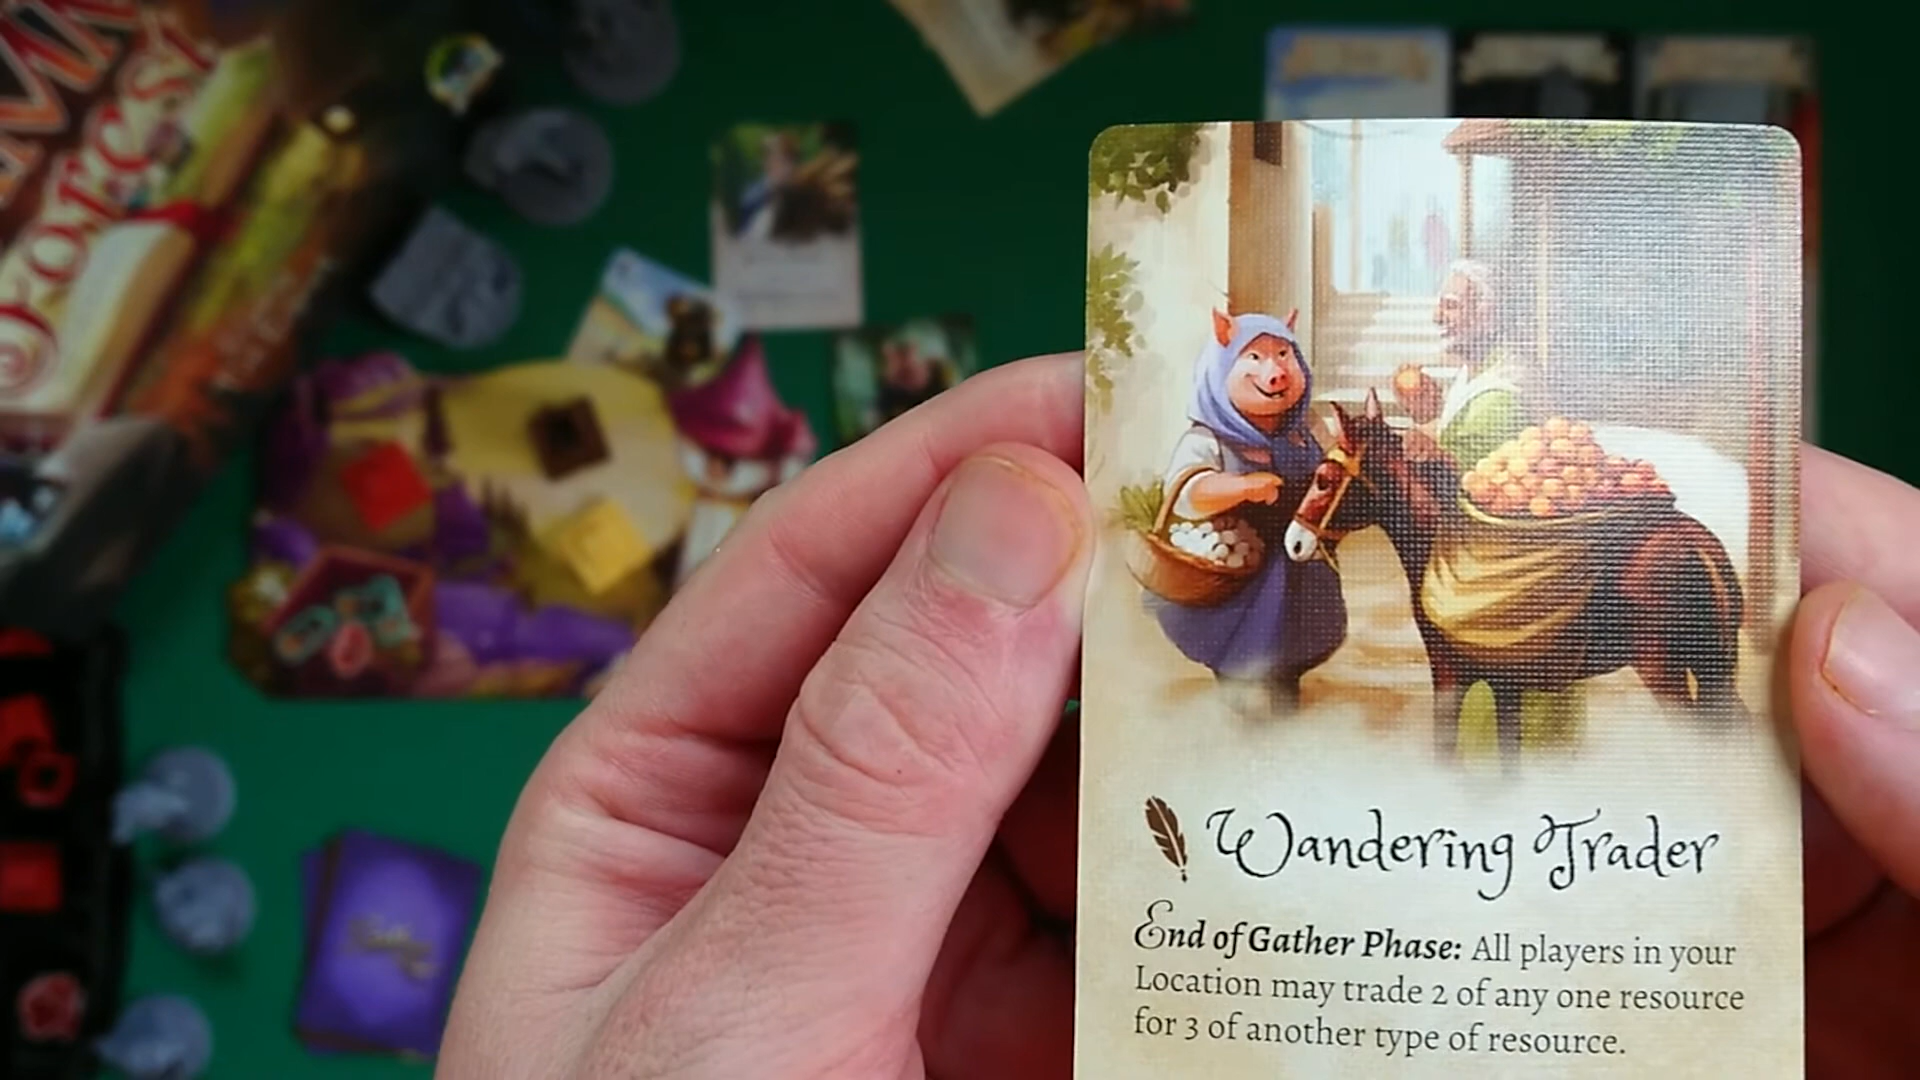 Wandering Trader
End of Gather Phase: All players in your
Location may trade 2 of any one resource
for 3 of another type of resource.